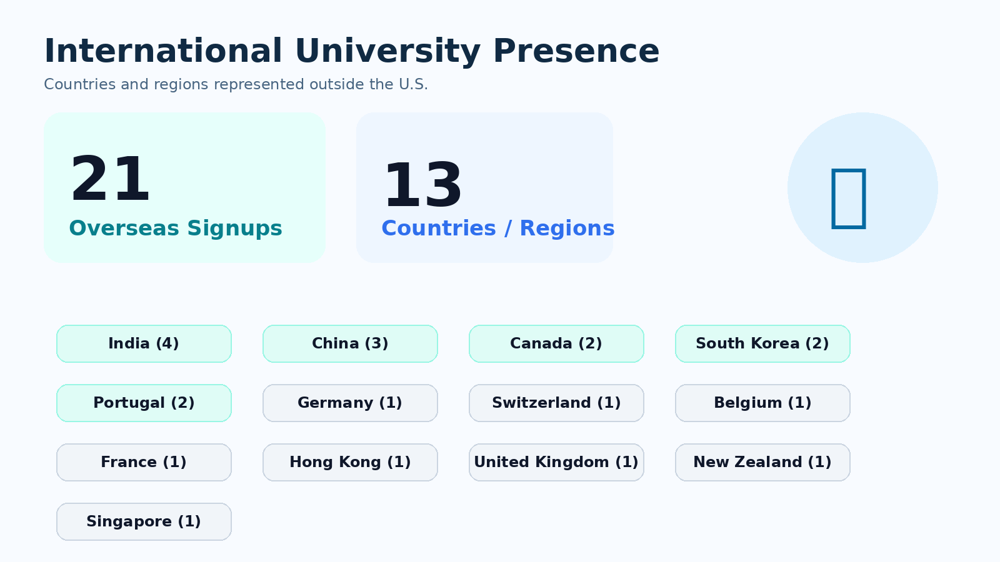 International University Presence
Countries and regions represented outside the U.S.
21
Overseas Signups
13
Countries / Regions
India (4)
China (3)
Canada (2)
South Korea (2)
Portugal (2)
Germany (1)
Switzerland (1)
Belgium (1)
France (1)
Hong Kong (1)
United Kingdom (1)
New Zealand (1)
Singapore (1)